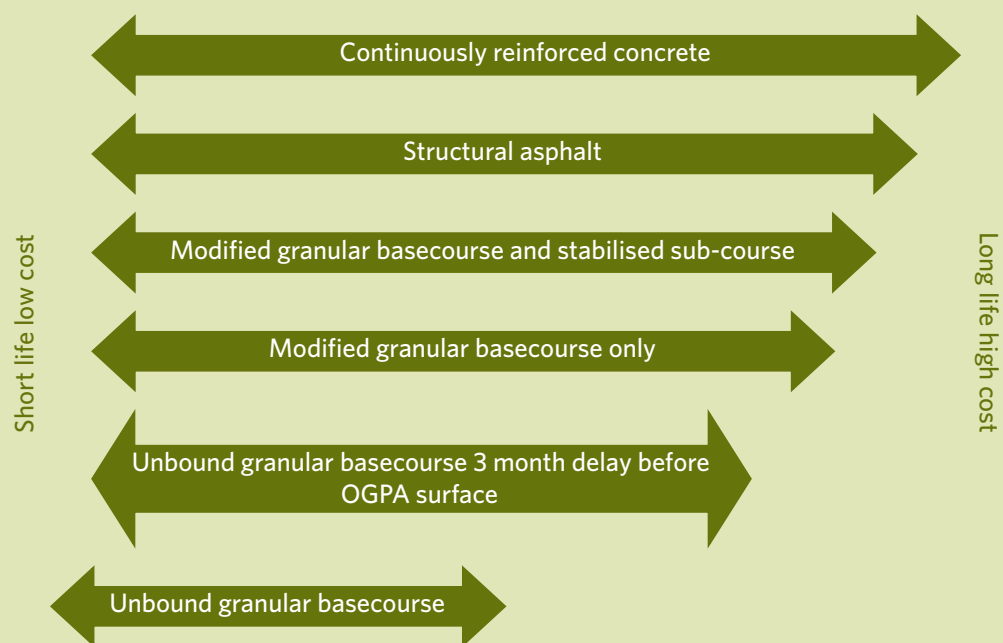 Continuously reinforced concrete
Structural asphalt
Modified granular basecourse and stabilised sub-course
Short life low cost
Long life high cost
Modified granular basecourse only
Unbound granular basecourse 3 month delay before
OGPA surface
Unbound granular basecourse